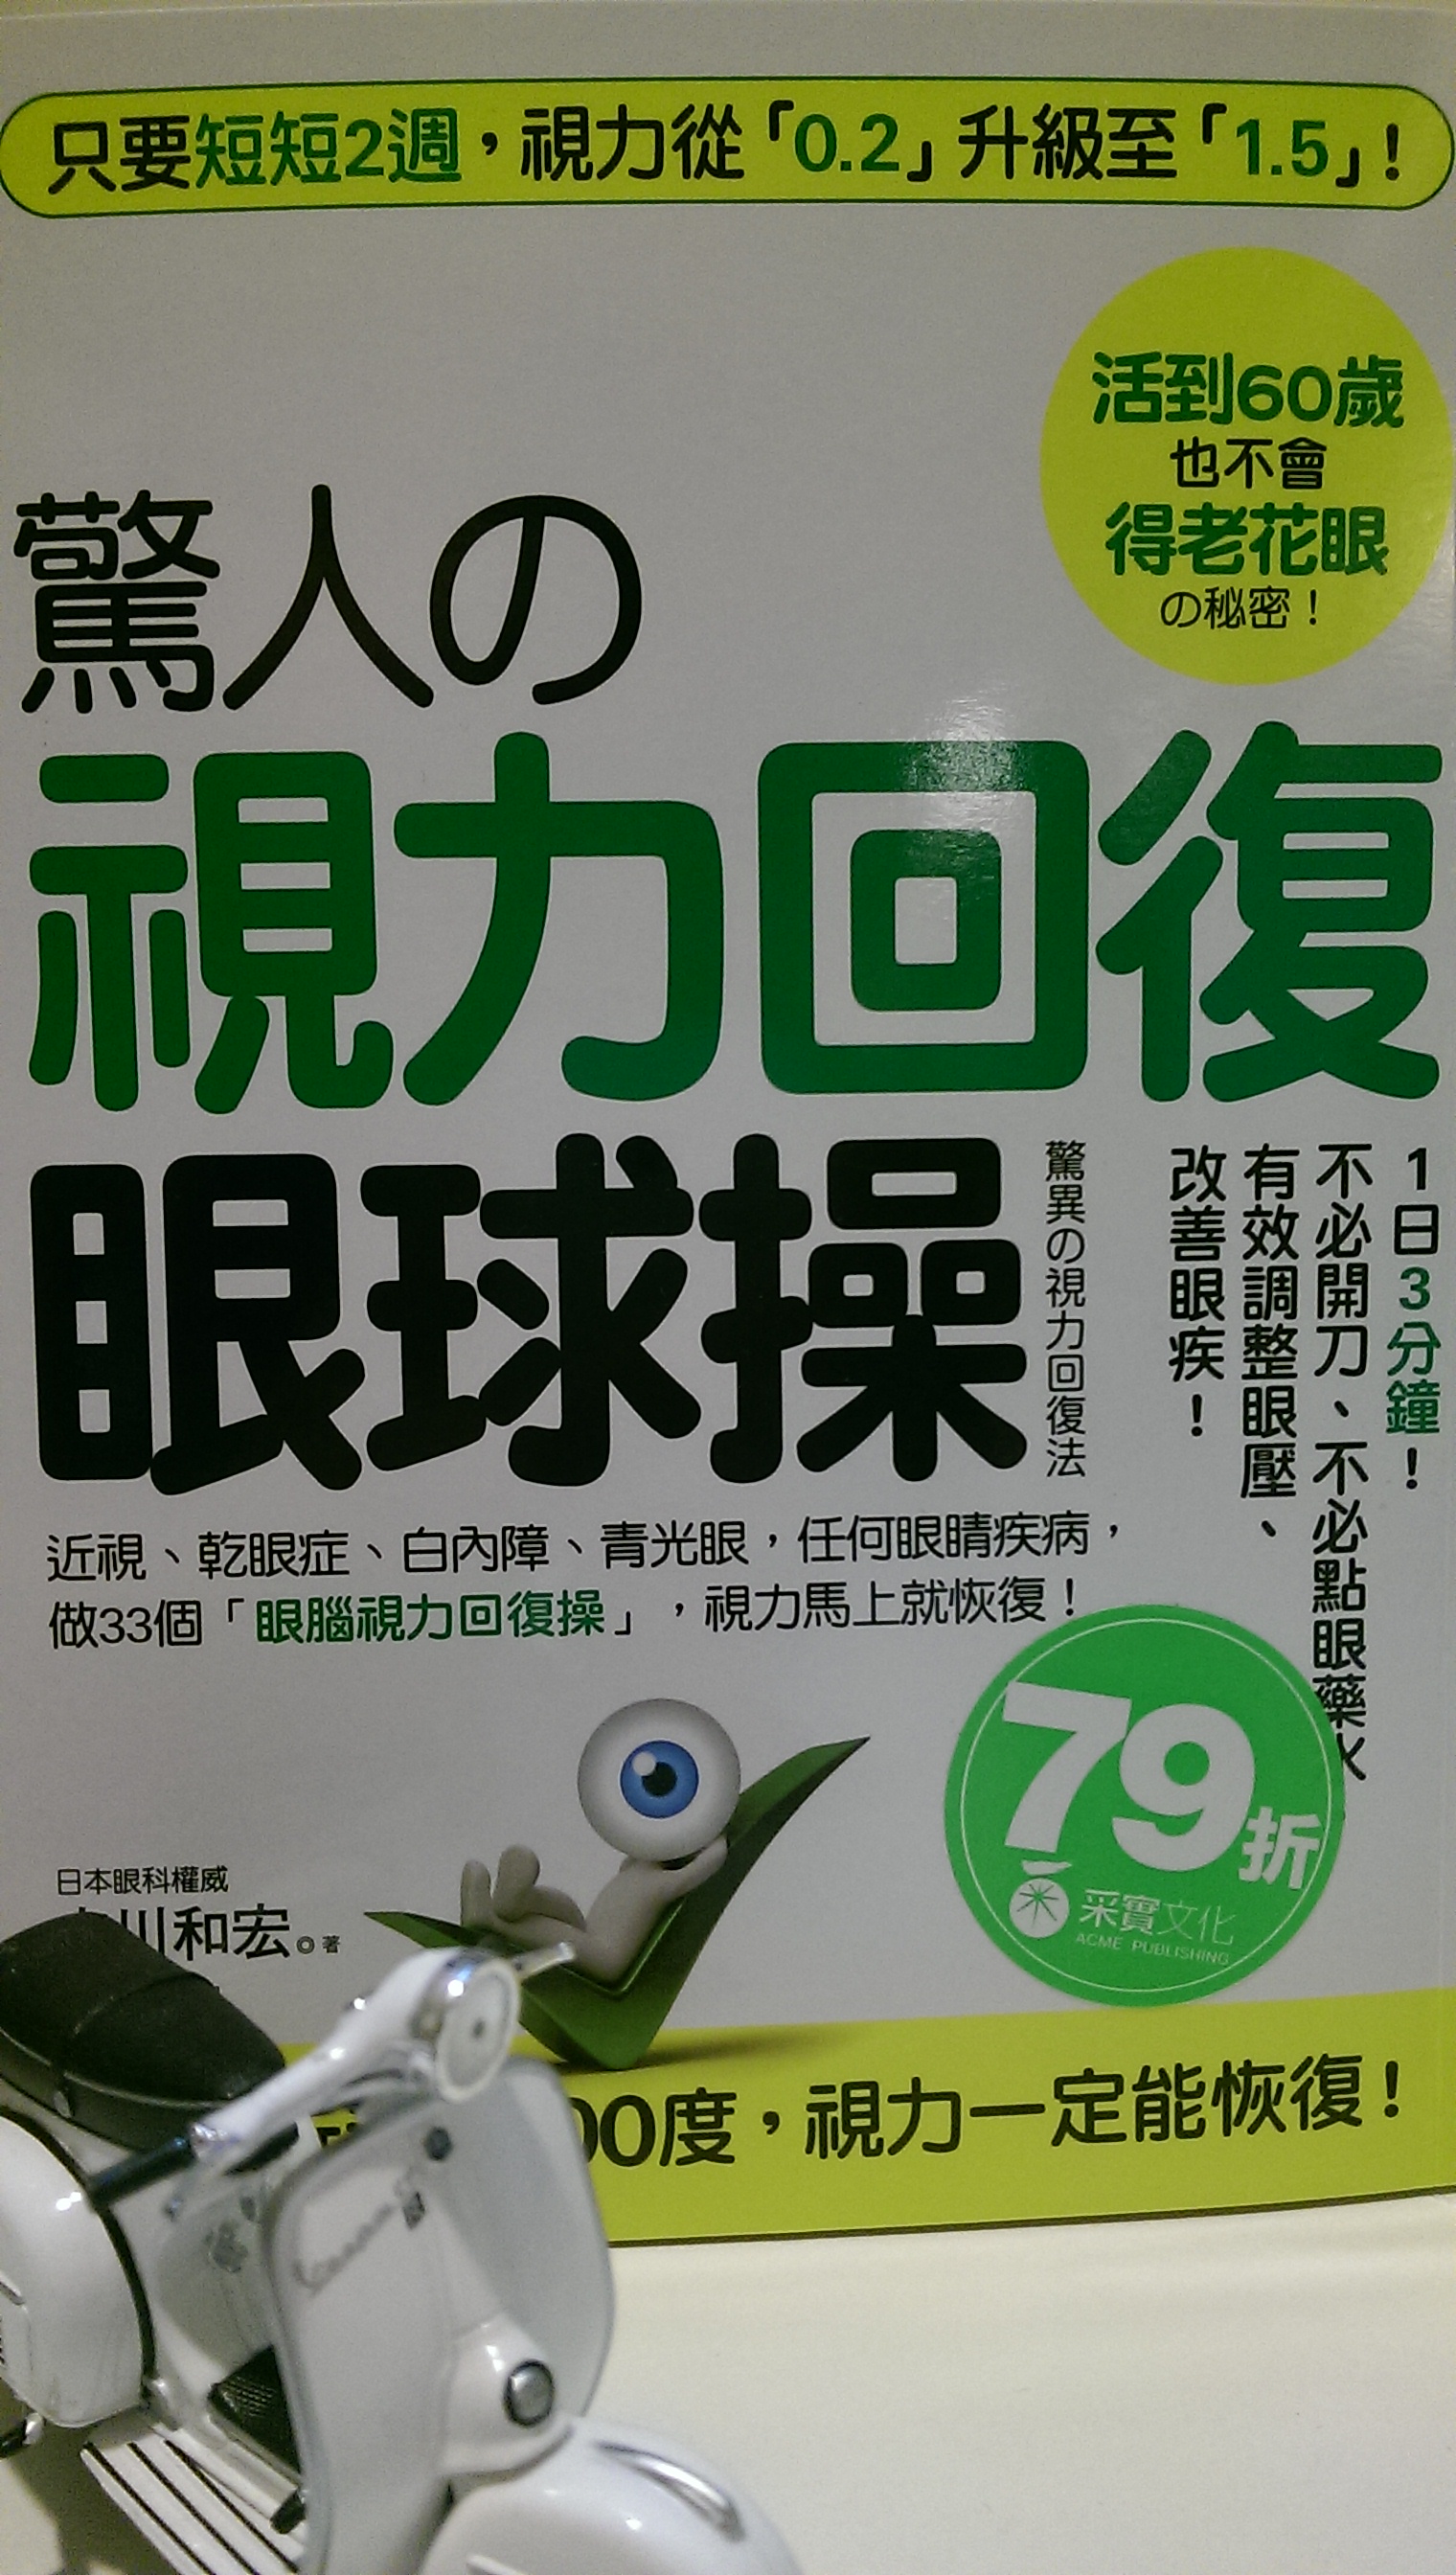 只要短短2週，視力從「0.2」升級至「1.5」！
活到60歲
也不會
得老花眼
の秘密！
驚人の
視力回復
眼球操
驚異の視力回復法
1日3分鐘！
不必開刀、不必點眼藥水
有效調整眼壓、
改善眼疾！
近視、乾眼症、白內障、青光眼，任何眼睛疾病，
做33個「眼腦視力回復操」，視力馬上就恢復！
79折
采實文化
ACME PUBLISHING
日本眼科權威
川和宏◎著
00度，視力一定能恢復！